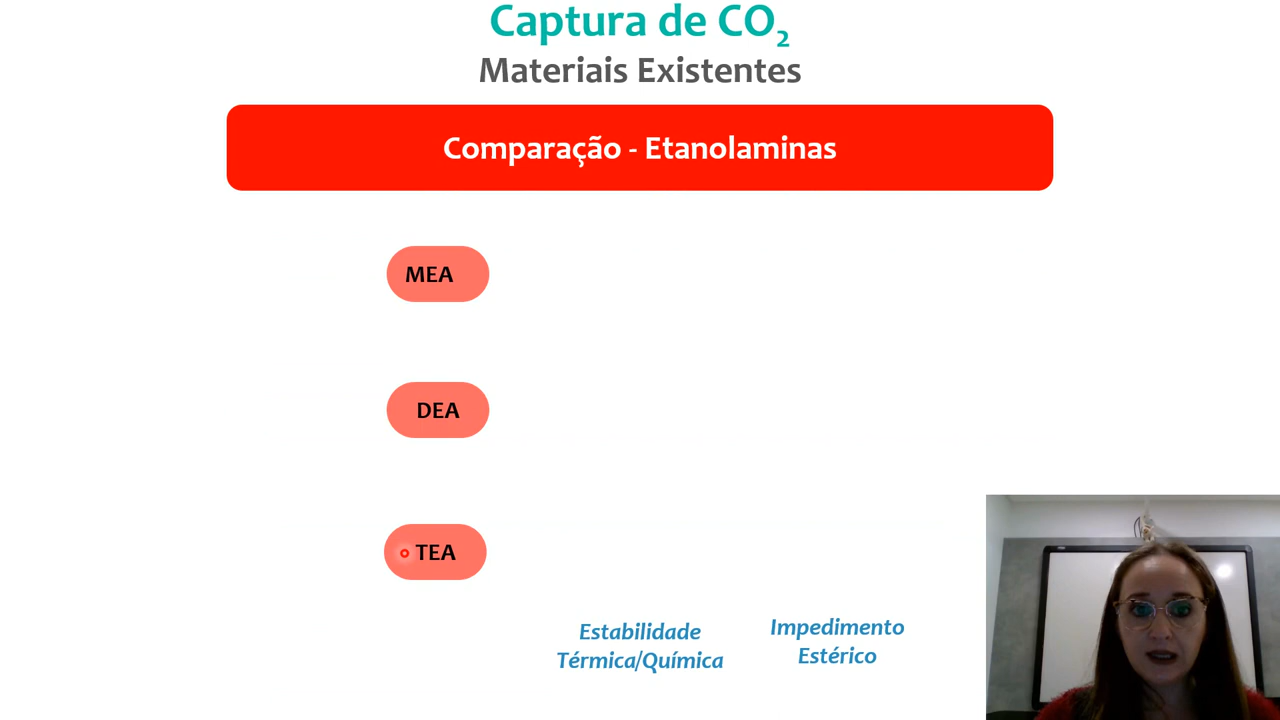 Captura de CO₂
Materiais Existentes
Comparação - Etanolaminas
MEA
DEA
TEA
Estabilidade
Térmica/Química
Impedimento
Estérico